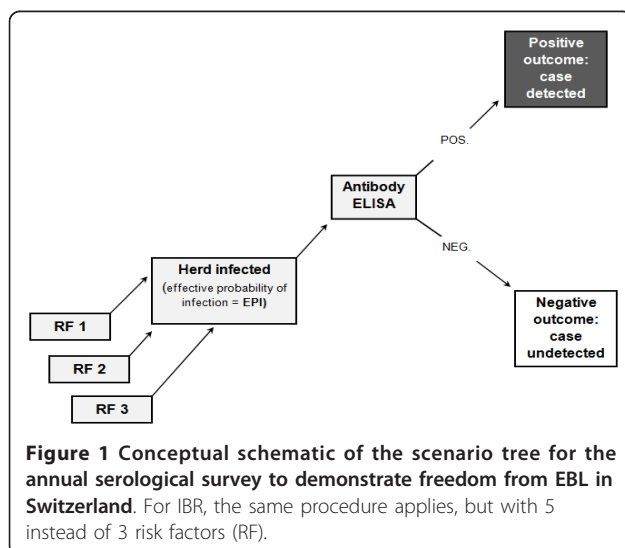 Positive
outcome:
case
detected
POS.
Antibody
ELISA
NEG.
Herd infected
(effective probability of
infection = EPI)
RF 1
RF 2
RF 3
Negative
outcome:
case
undetected
Figure 1 Conceptual schematic of the scenario tree for the
annual serological survey to demonstrate freedom from EBL in
Switzerland. For IBR, the same procedure applies, but with 5
instead of 3 risk factors (RF).